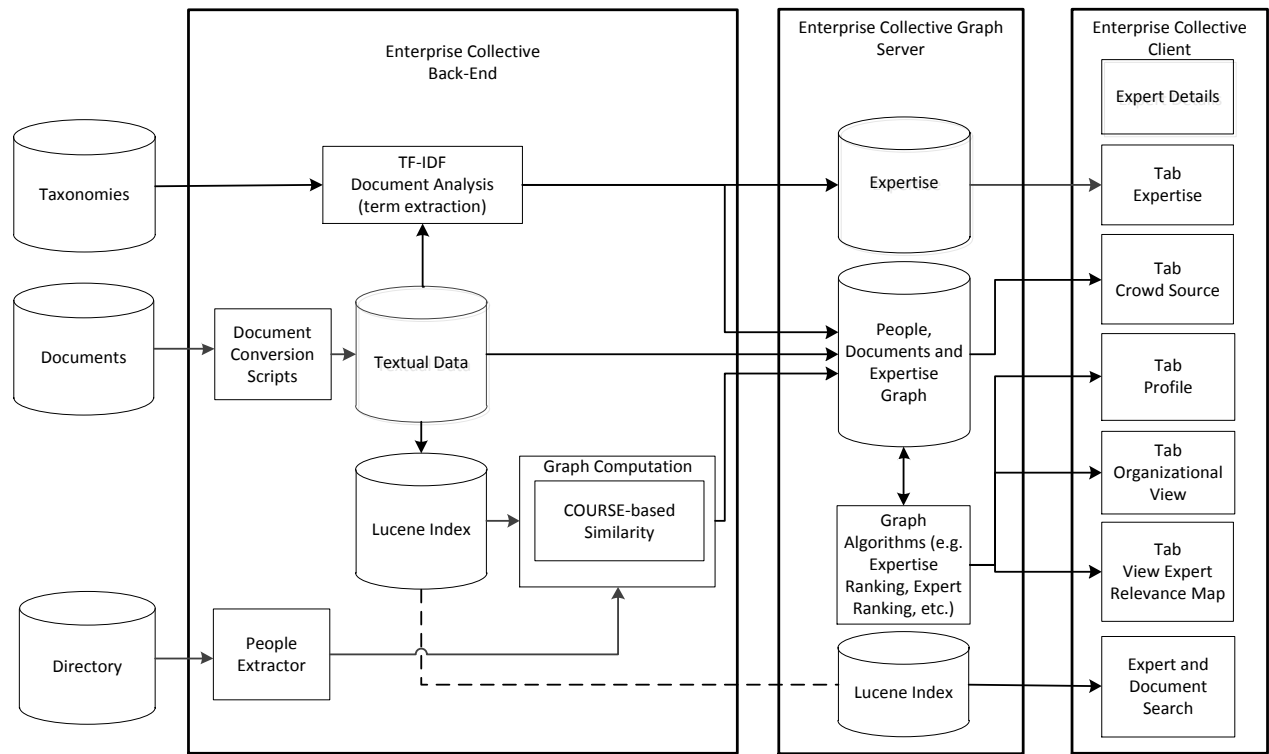 Enterprise Collective
Back-End
Enterprise Collective Graph
Server
Enterprise Collective
Client
Taxonomies
Documents
Directory
TF-IDF
Document Analysis
(term extraction)
Document
Conversion
Scripts
Textual Data
Lucene Index
Graph Computation
COURSE-based
Similarity
People
Extractor
Expertise
People,
Documents and
Expertise
Graph
Graph
Algorithms (e.g.
Expertise
Ranking, Expert
Ranking, etc.)
Lucene Index
Expert Details
Tab
Expertise
Tab
Crowd Source
Tab
Profile
Tab
Organizational
View
Tab
View Expert
Relevance Map
Expert and
Document
Search